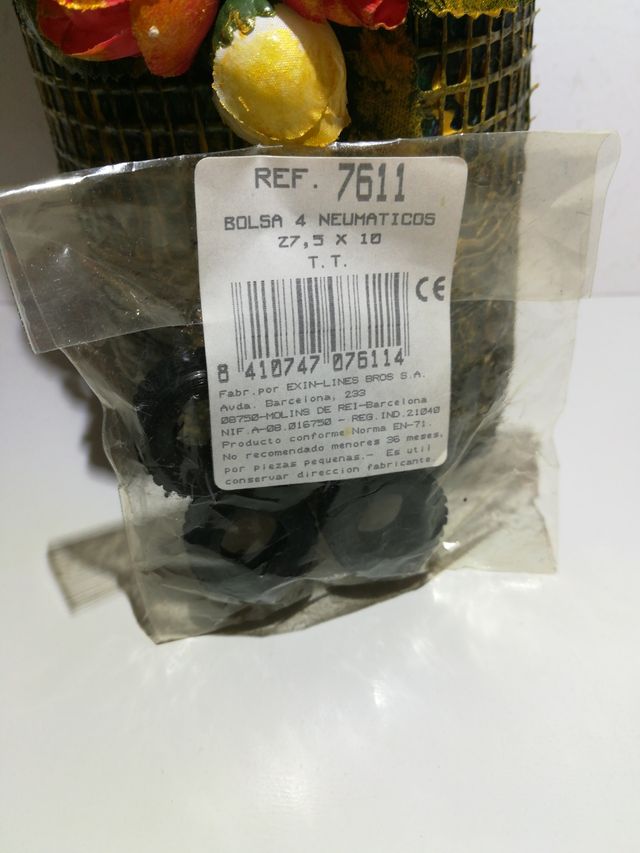 REF. 7611
BOLSA 4 NEUMATICOS
27,5 X 10
T.T.
CE
8 410747 076114
Fabr.por EXIN-LINES BROS S.A.
Avda. Barcelona, 233
08750-MOLINS DE REI-Barcelona
NIF.A-08.016750 - REG.IND.21040
Producto conforme Norma EN-71.
No recomendado menores 36 meses,
por piezas pequeñas.- Es util
conservar direccion fabricante.